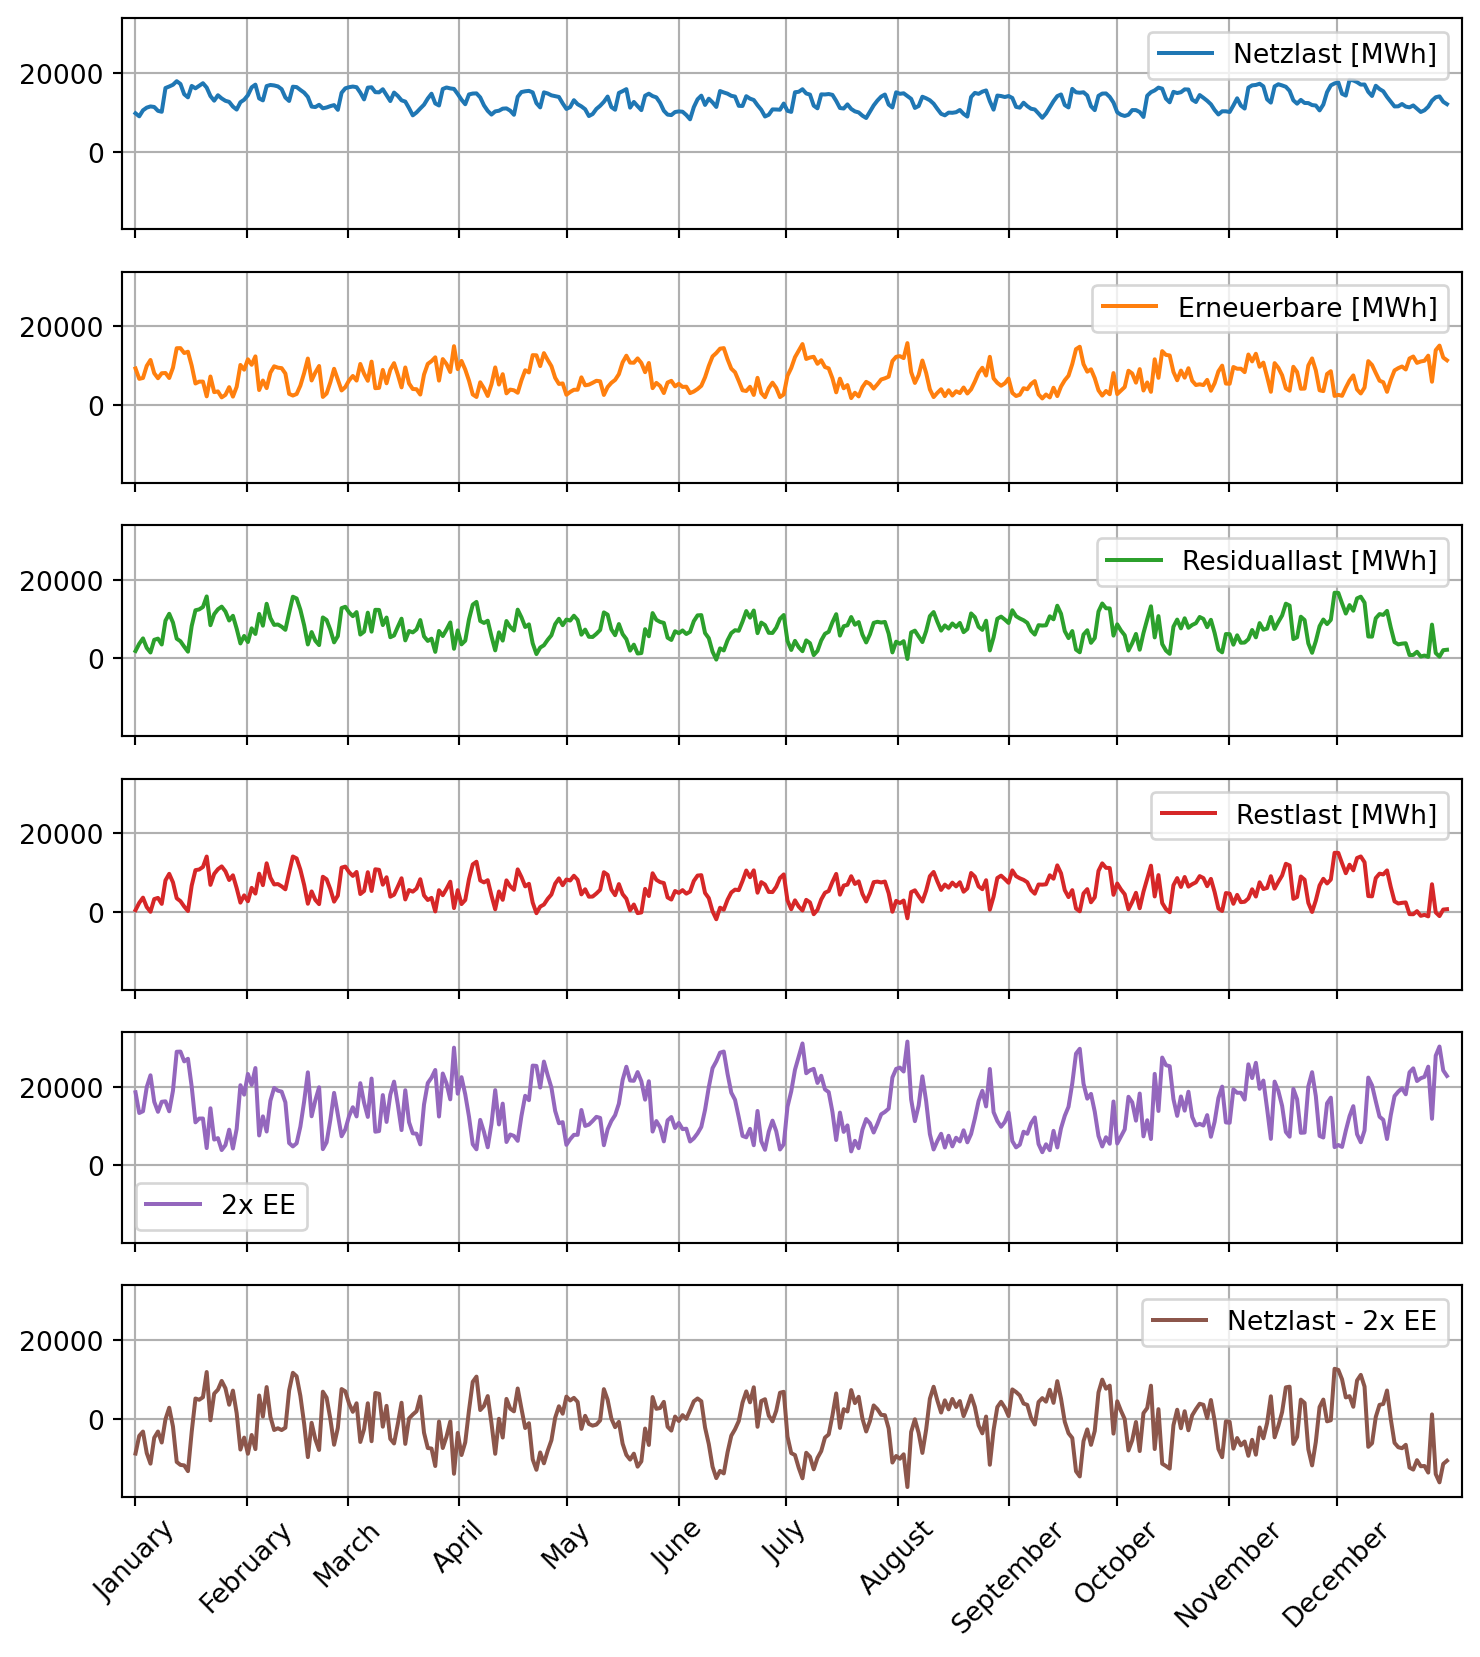 Netzlast [MWh]
20000
0
Erneuerbare [MWh]
20000
0
Residuallast [MWh]
20000
0
Restlast [MWh]
20000
0
20000
0
2x EE
Netzlast - 2x EE
20000
0
January February March April May June July August September October November December